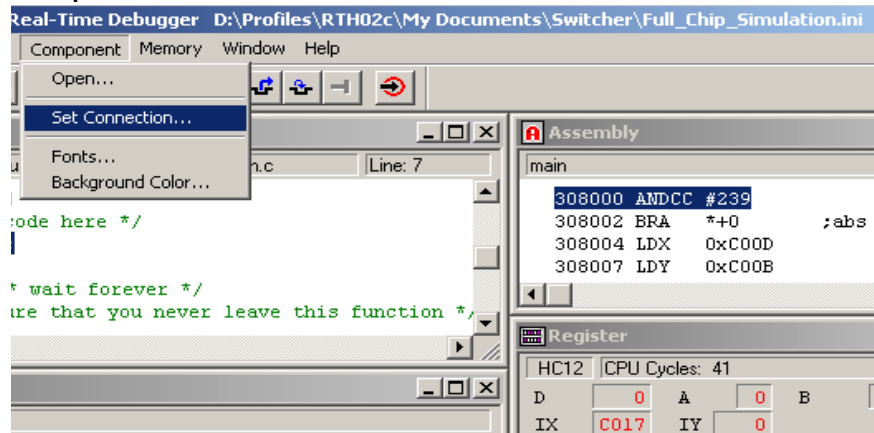 Real-Time Debugger D:\Profiles\RTH02c\My Documents\Switcher\Full_Chip_Simulation.ini
Component Memory Window Help
Open...
Set Connection...
Fonts...
Background Color...
Line: 7
code here */
* wait forever */
ure that you never leave this function */
Assembly
main
308000 ANDCC #239
308002 BRA *+0 ;abs
308004 LDX 0xC00D
308007 LDY 0xC00B
Register
HC12 CPU Cycles: 41
D 0 A 0 B
IX C017 IY 0